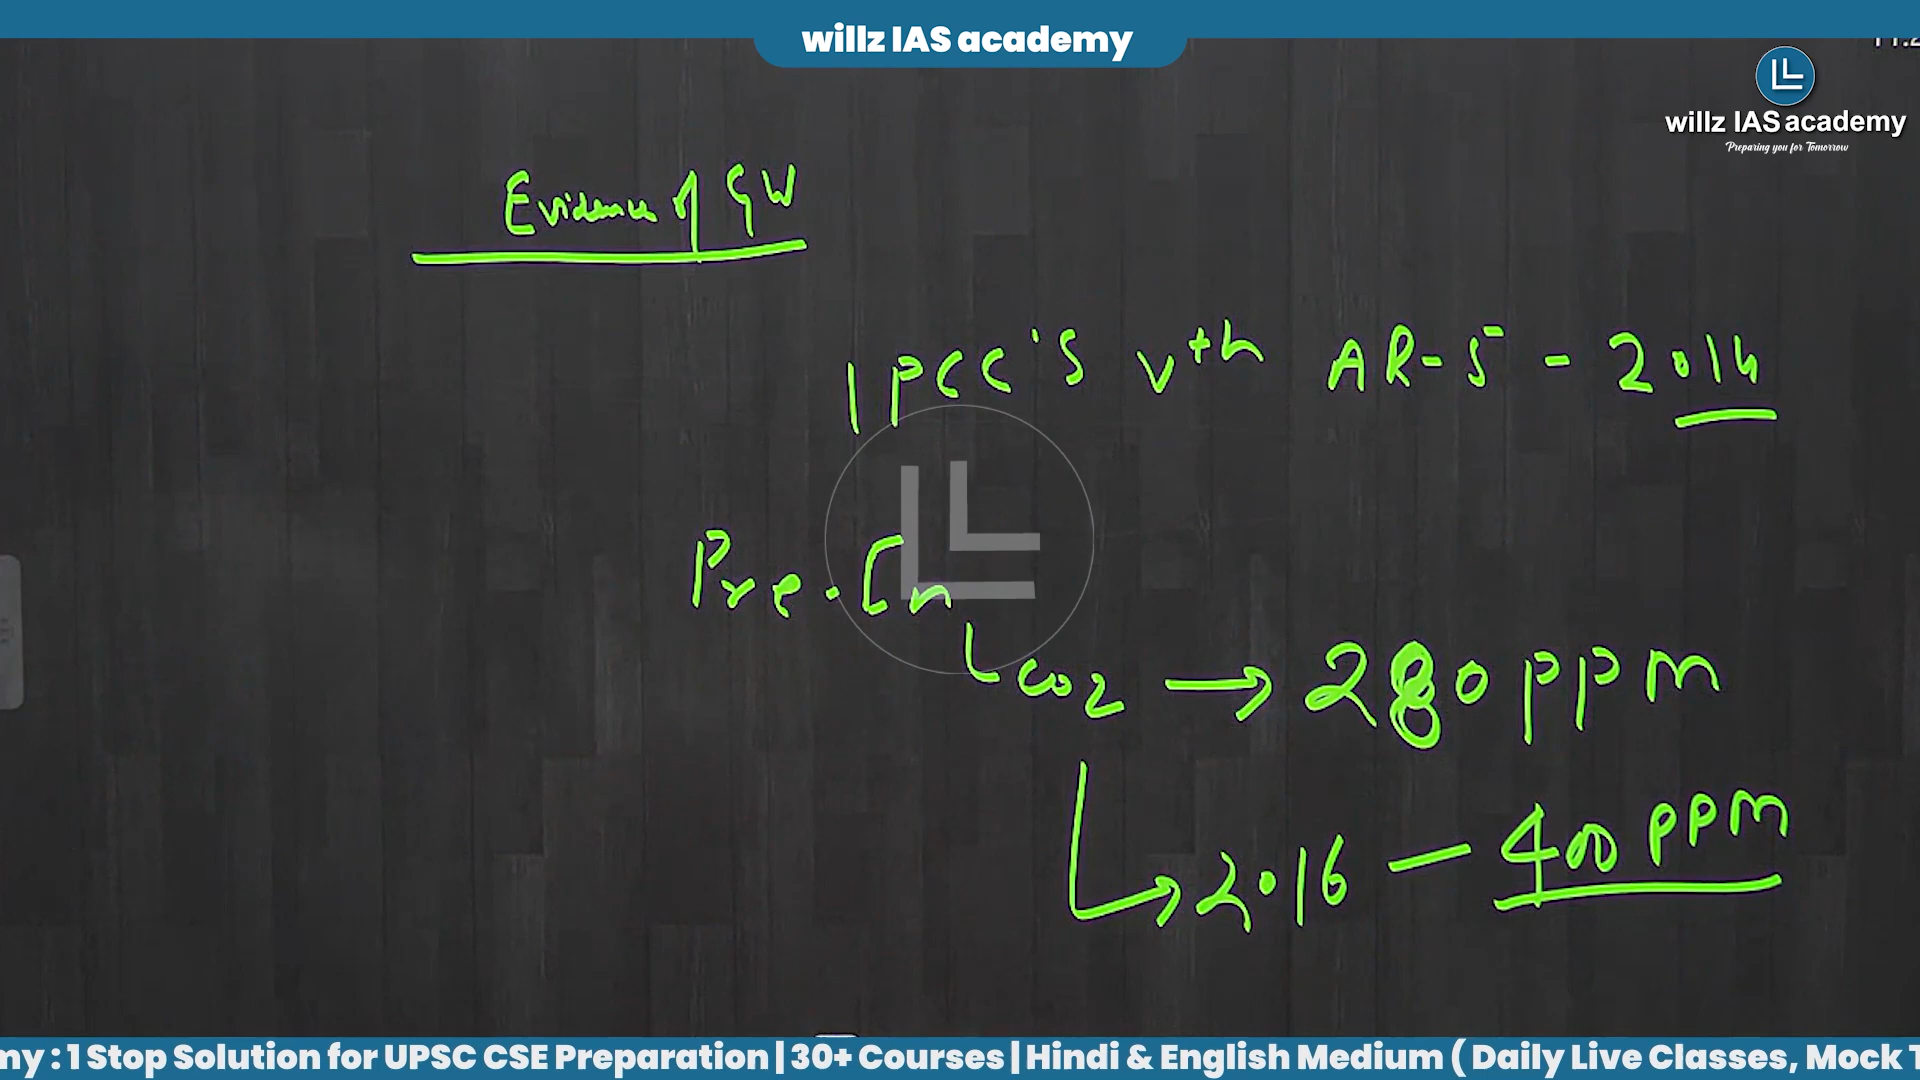 willz IAS academy
willz IAS academy
Preparing you for Tomorrow
Evidence of GW
IPCC'S Vth AR-5 - 2014
Pre-In
CO2 → 280 ppm
2016 - 400 PPM
my : 1 Stop Solution for UPSC CSE Preparation | 30+ Courses | Hindi & English Medium ( Daily Live Classes, Mock T